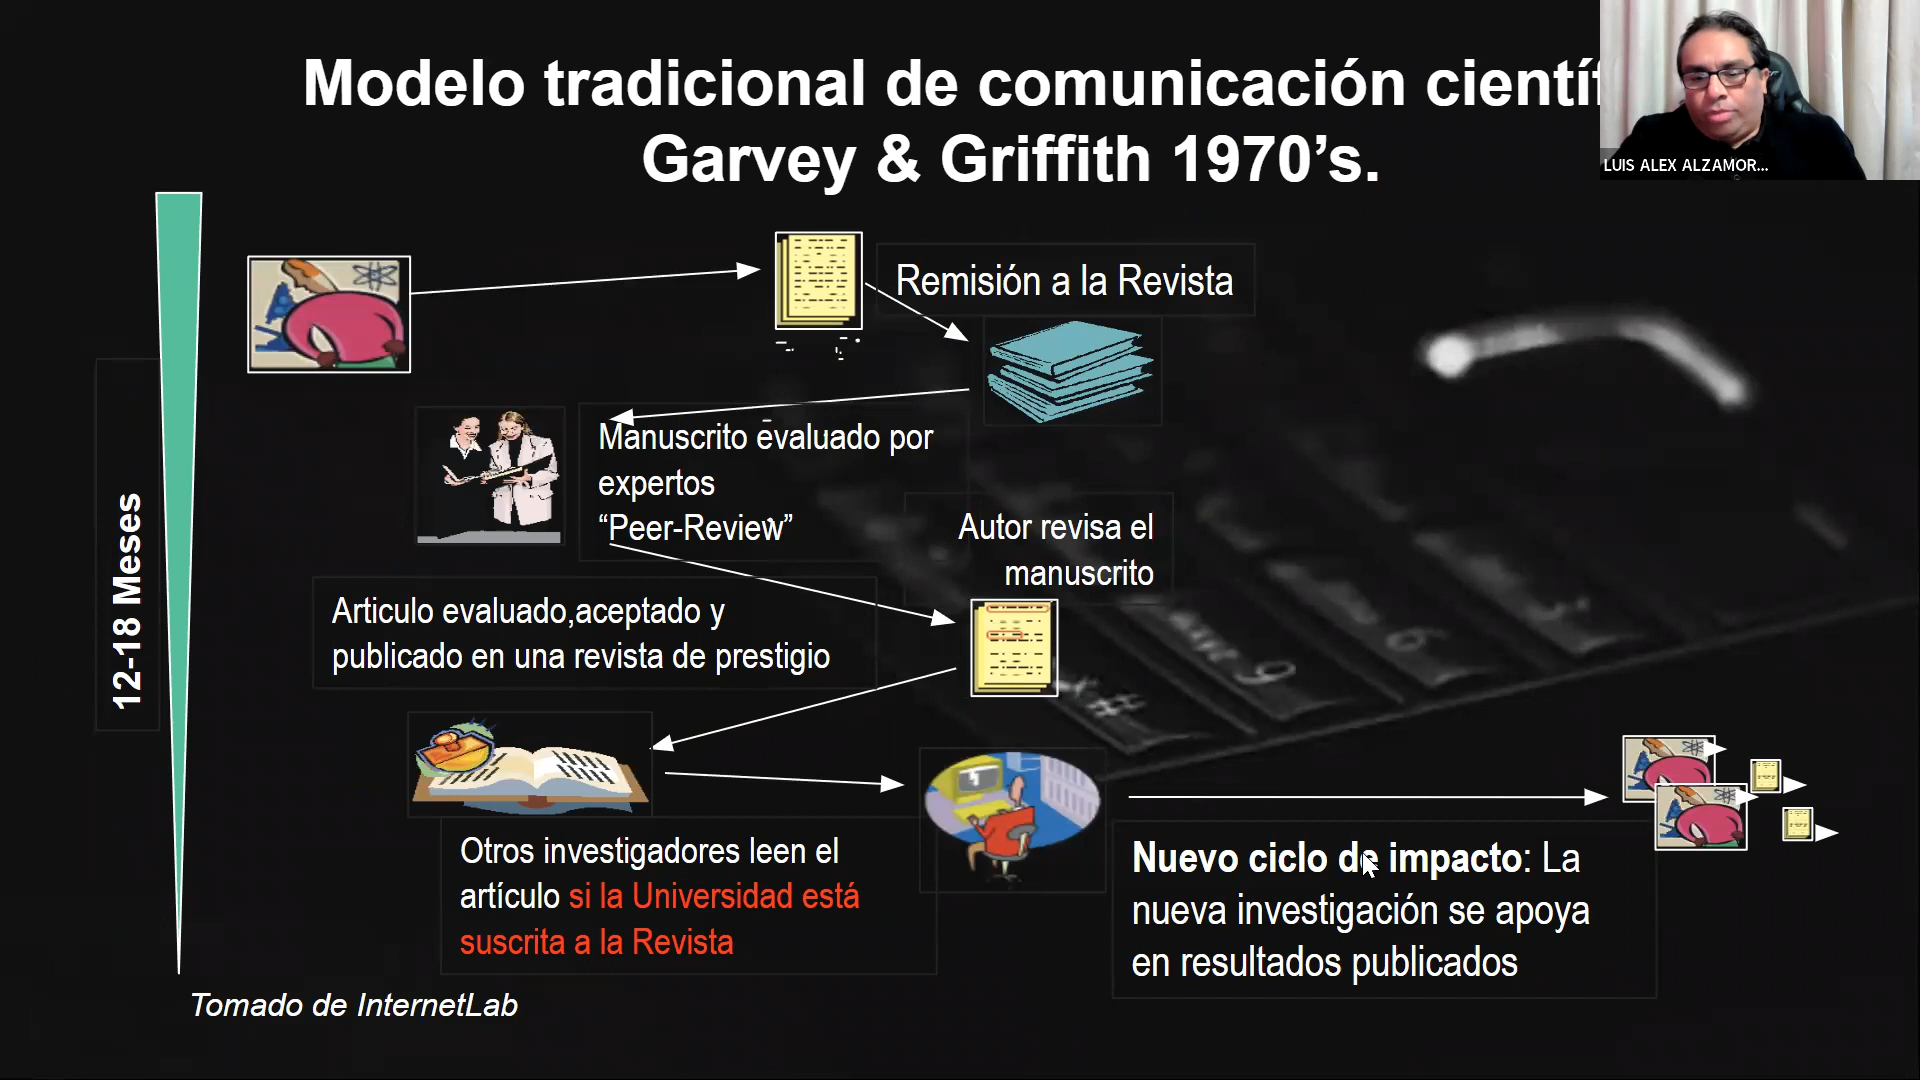 Modelo tradicional de comunicación científ
Garvey & Griffith 1970’s.
LUIS ALEX ALZAMOR...
Remisión a la Revista
Manuscrito evaluado por
expertos
“Peer-Review”
Autor revisa el
manuscrito
Articulo evaluado,aceptado y
publicado en una revista de prestigio
12-18 Meses
Otros investigadores leen el
artículo si la Universidad está
suscrita a la Revista
Nuevo ciclo de impacto: La
nueva investigación se apoya
en resultados publicados
Tomado de InternetLab